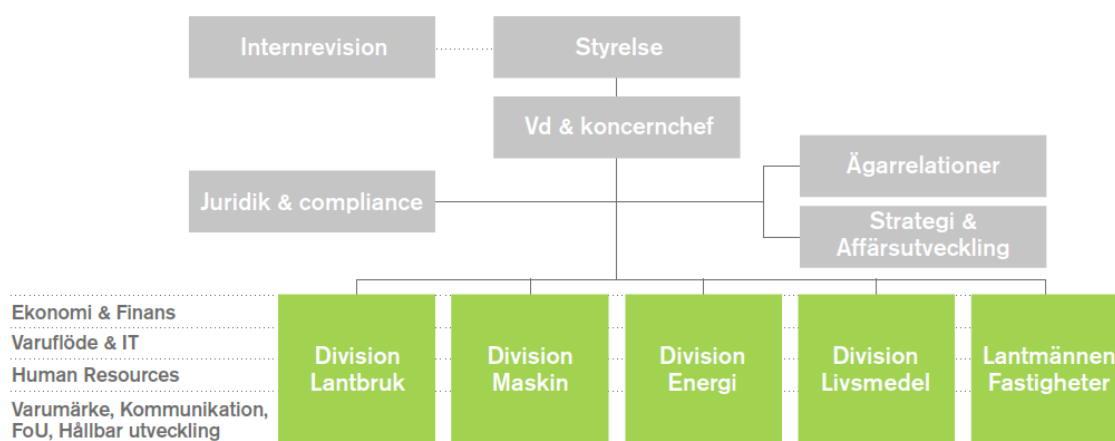 Internrevision
Styrelse
Vd & koncernchef
Ägarrelationer
Juridik & compliance
Strategi &
Affärsutveckling
Ekonomi & Finans
Varuflöde & IT
Human Resources
Varumärke, Kommunikation,
FoU, Hållbar utveckling
Division
Lantbruk
Division
Maskin
Division
Energi
Division
Livsmedel
Lantmännen
Fastigheter